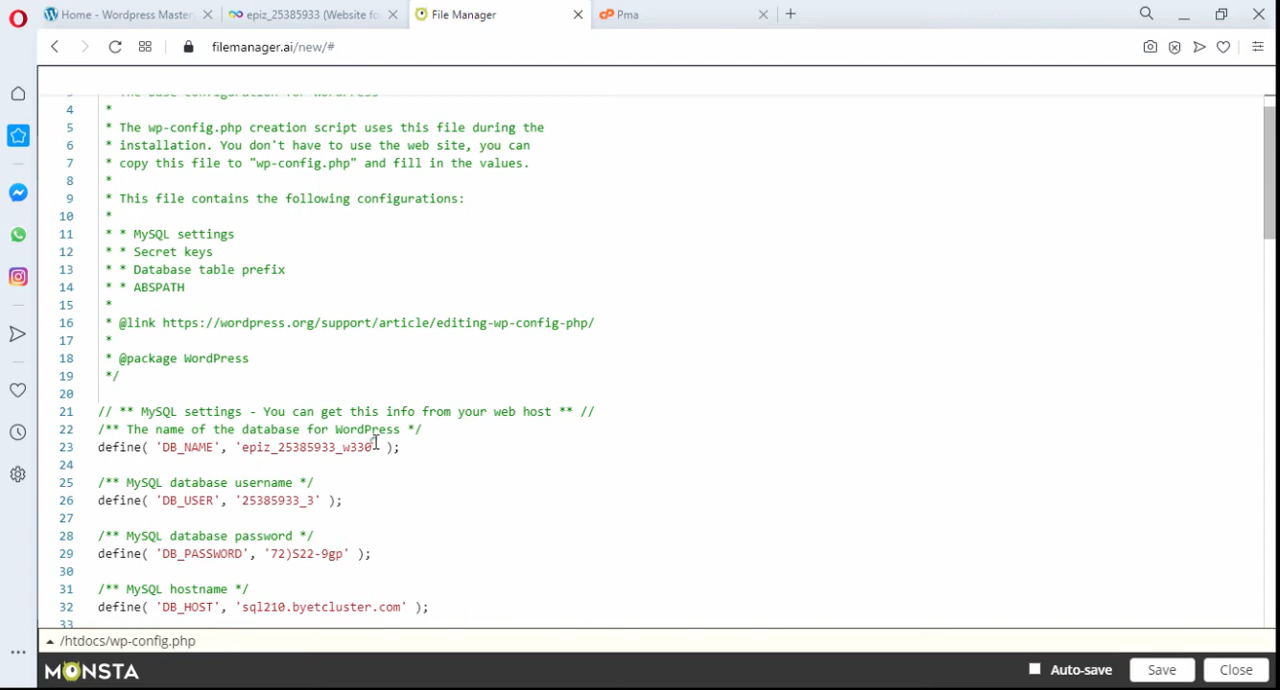 Home - Wordpress Master
epiz_25385933 (Website fo
File Manager
Pma
filemanager.ai/new/#
3 * The base configuration for WordPress
4 *
5 * The wp-config.php creation script uses this file during the
6 * installation. You don't have to use the web site, you can
7 * copy this file to "wp-config.php" and fill in the values.
8 *
9 * This file contains the following configurations:
10 *
11 * * MySQL settings
12 * * Secret keys
13 * * Database table prefix
14 * * ABSPATH
15 *
16 * @link https://wordpress.org/support/article/editing-wp-config-php/
17 *
18 * @package WordPress
19 */
20
21 // ** MySQL settings - You can get this info from your web host ** //
22 /** The name of the database for WordPress */
23 define( 'DB_NAME', 'epiz_25385933_w330' );
24
25 /** MySQL database username */
26 define( 'DB_USER', '25385933_3' );
27
28 /** MySQL database password */
29 define( 'DB_PASSWORD', '72)S22-9gp' );
30
31 /** MySQL hostname */
32 define( 'DB_HOST', 'sql210.byetcluster.com' );
33
/htdocs/wp-config.php
MONSTA
Auto-save
Save
Close